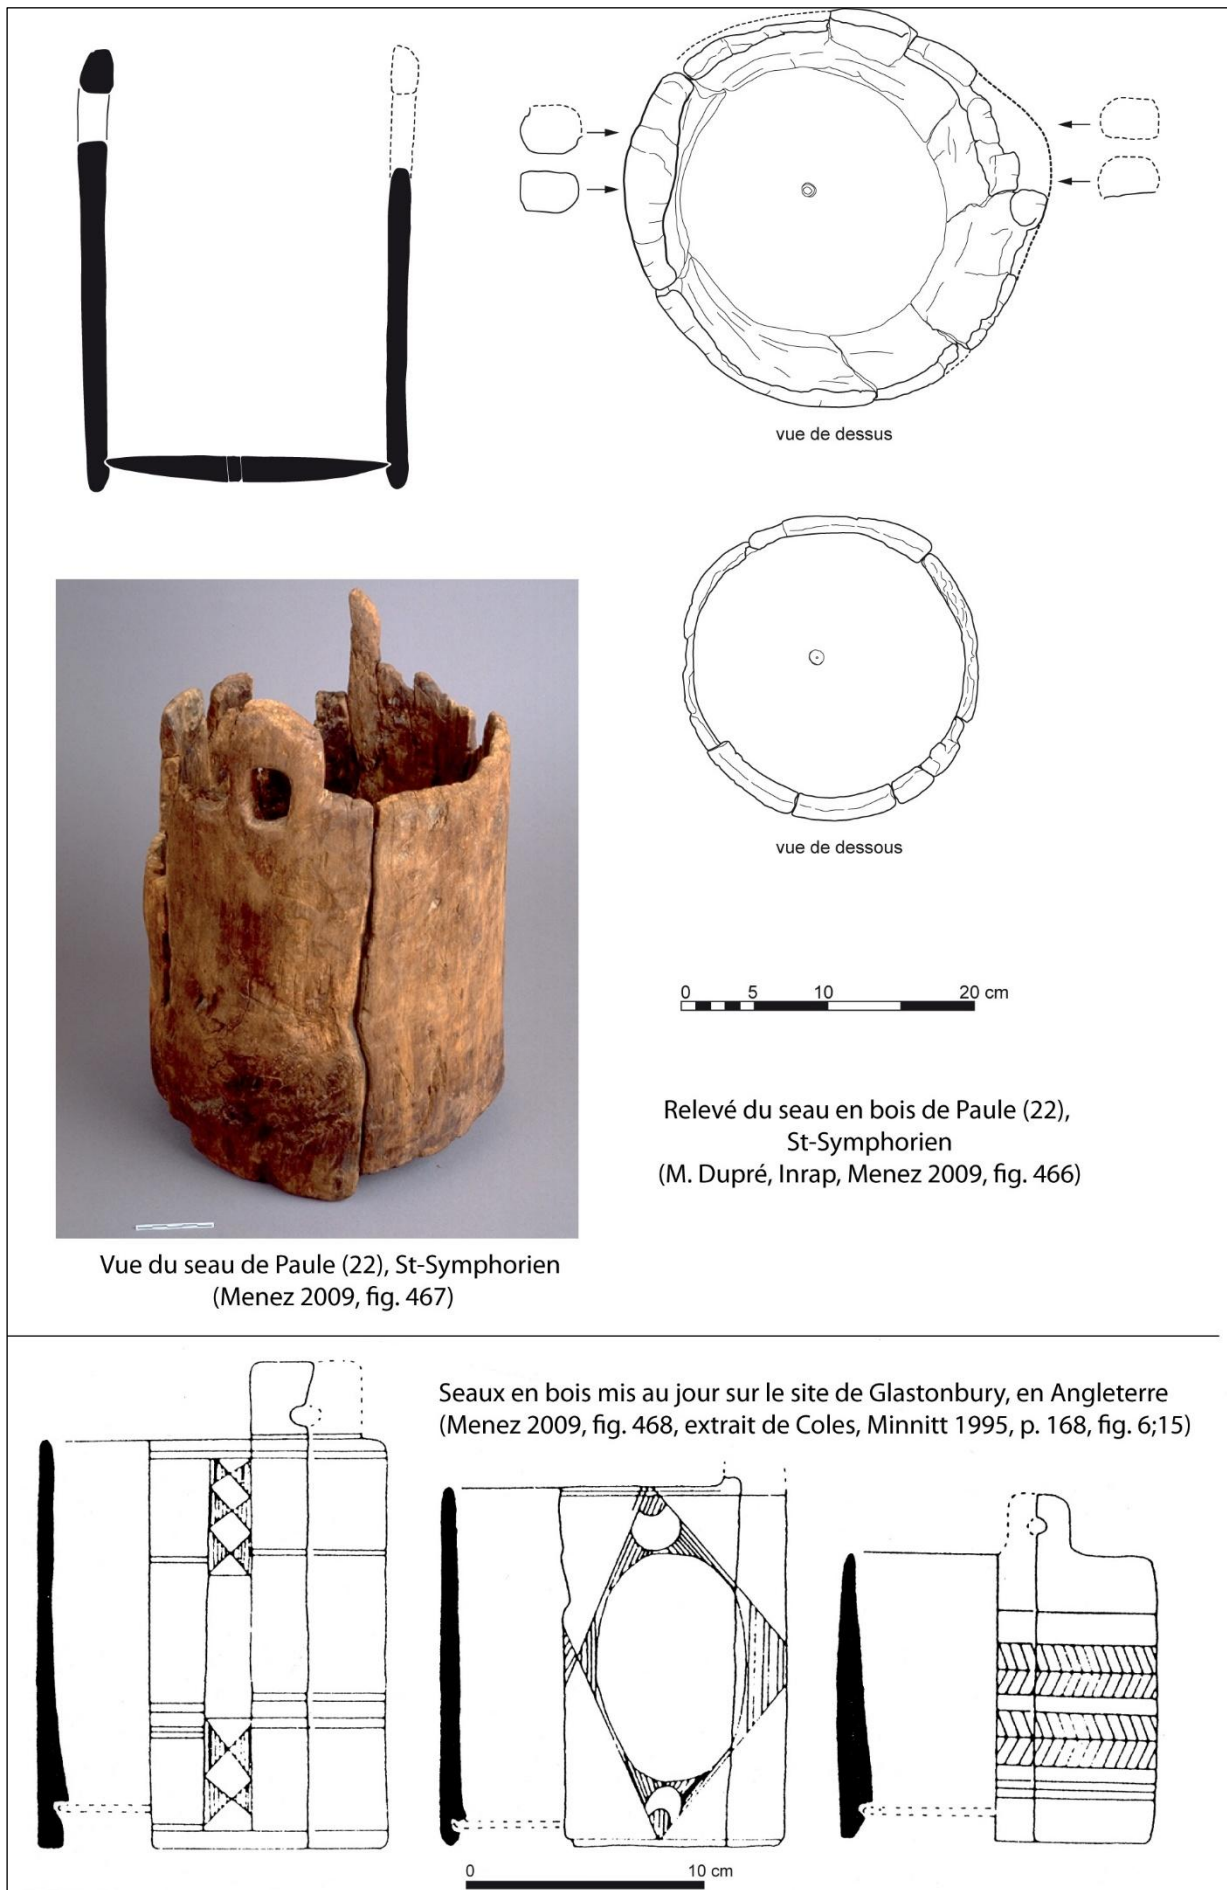 vue de dessus
vue de dessous
0 5 10 20 cm
Relevé du seau en bois de Paule (22),
St-Symphorien
(M. Dupré, Inrap, Menez 2009, fig. 466)
Vue du seau de Paule (22), St-Symphorien
(Menez 2009, fig. 467)
Seaux en bois mis au jour sur le site de Glastonbury, en Angleterre
(Menez 2009, fig. 468, extrait de Coles, Minnitt 1995, p. 168, fig. 6;15)
0 10 cm